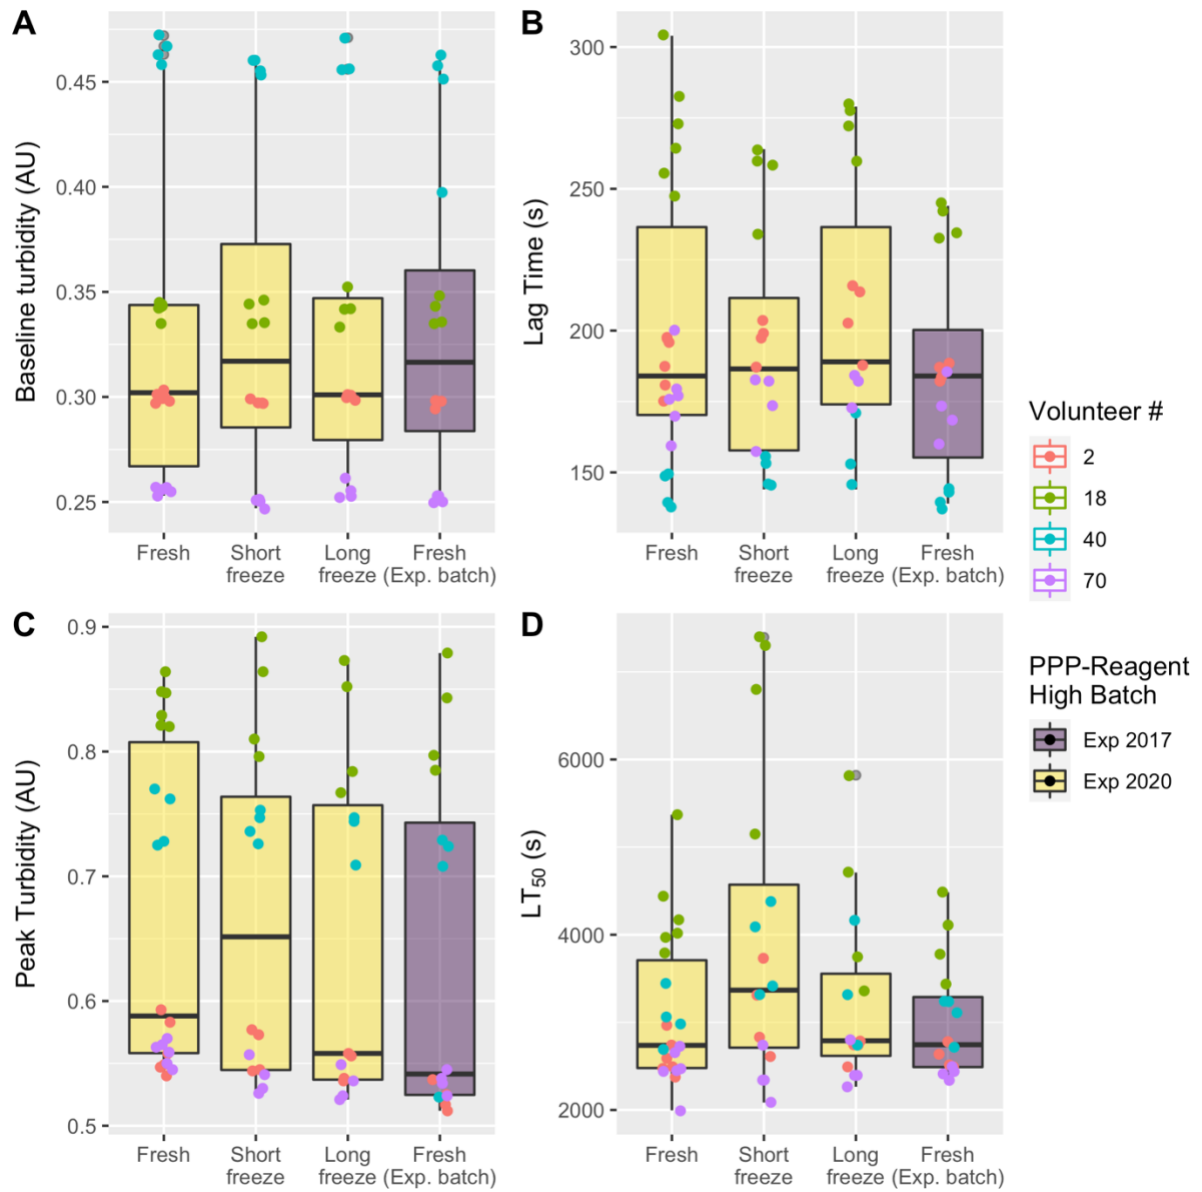 A
Baseline turbidity (AU)
0.45
0.40
0.35
0.30
0.25
Fresh
Short
freeze
Long
freeze
Fresh
(Exp. batch)
B
Lag Time (s)
300
250
200
150
Fresh
Short
freeze
Long
freeze
Fresh
(Exp. batch)
C
Peak Turbidity (AU)
0.9
0.8
0.7
0.6
0.5
Fresh
Short
freeze
Long
freeze
Fresh
(Exp. batch)
D
LT50 (s)
6000
4000
2000
Fresh
Short
freeze
Long
freeze
Fresh
(Exp. batch)
Volunteer #
2
18
40
70
PPP-Reagent
High Batch
Exp 2017
Exp 2020